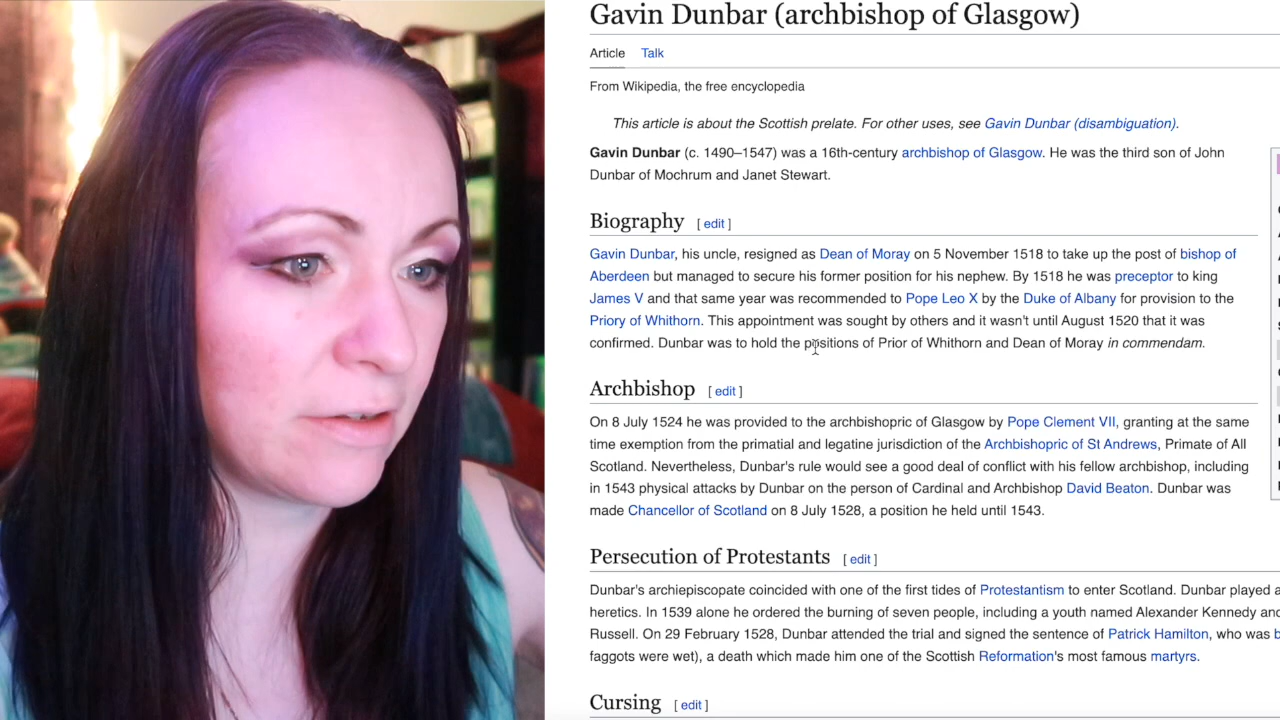 Gavin Dunbar (archbishop of Glasgow)
Article Talk
From Wikipedia, the free encyclopedia
This article is about the Scottish prelate. For other uses, see Gavin Dunbar (disambiguation).
Gavin Dunbar (c. 1490–1547) was a 16th-century archbishop of Glasgow. He was the third son of John
Dunbar of Mochrum and Janet Stewart.
Biography [ edit ]
Gavin Dunbar, his uncle, resigned as Dean of Moray on 5 November 1518 to take up the post of bishop of
Aberdeen but managed to secure his former position for his nephew. By 1518 he was preceptor to king
James V and that same year was recommended to Pope Leo X by the Duke of Albany for provision to the
Priory of Whithorn. This appointment was sought by others and it wasn't until August 1520 that it was
confirmed. Dunbar was to hold the positions of Prior of Whithorn and Dean of Moray in commendam.
Archbishop [ edit ]
On 8 July 1524 he was provided to the archbishopric of Glasgow by Pope Clement VII, granting at the same
time exemption from the primatial and legatine jurisdiction of the Archbishopric of St Andrews, Primate of All
Scotland. Nevertheless, Dunbar's rule would see a good deal of conflict with his fellow archbishop, including
in 1543 physical attacks by Dunbar on the person of Cardinal and Archbishop David Beaton. Dunbar was
made Chancellor of Scotland on 8 July 1528, a position he held until 1543.
Persecution of Protestants [ edit ]
Dunbar's archiepiscopate coincided with one of the first tides of Protestantism to enter Scotland. Dunbar played a
heretics. In 1539 alone he ordered the burning of seven people, including a youth named Alexander Kennedy and
Russell. On 29 February 1528, Dunbar attended the trial and signed the sentence of Patrick Hamilton, who was b
faggots were wet), a death which made him one of the Scottish Reformation's most famous martyrs.
Cursing [ edit ]